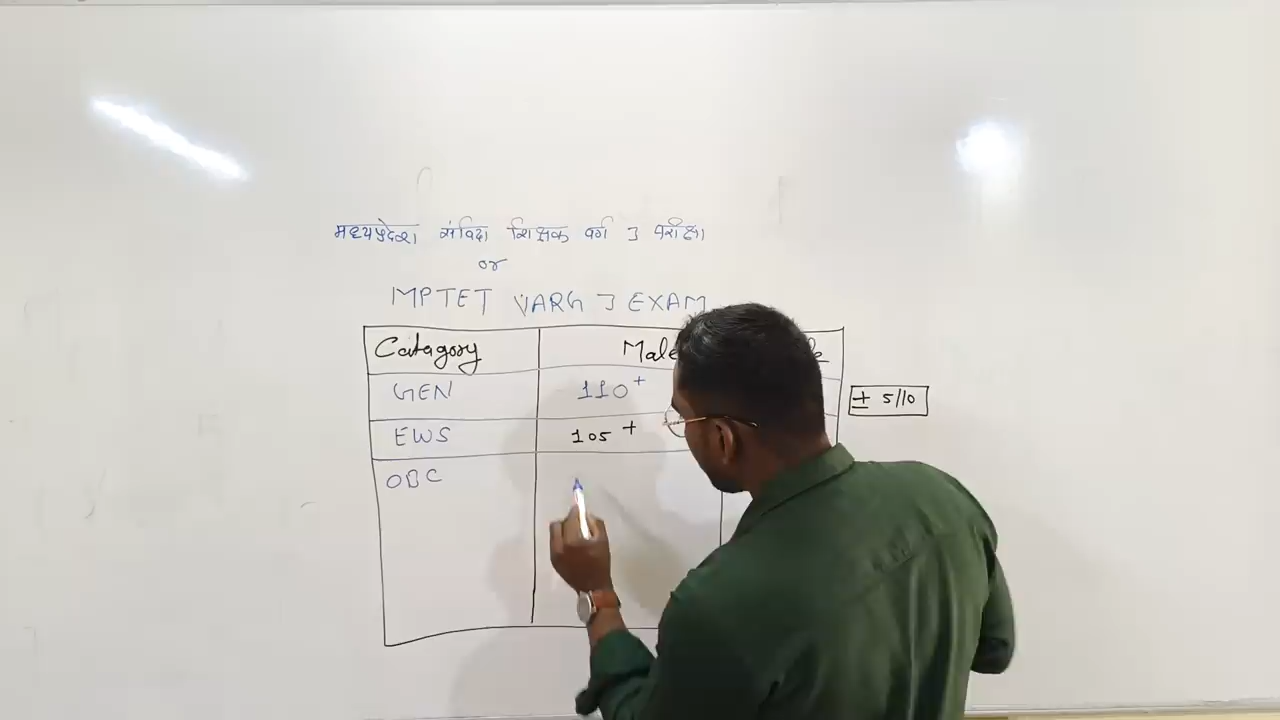 मध्यप्रदेश संविदा शिक्षक वर्ग 3 परीक्षा
or
MPTET VARG 3 EXAM
Catagory Male
GEN 110+
± 5/10
EWS 105+
OBC